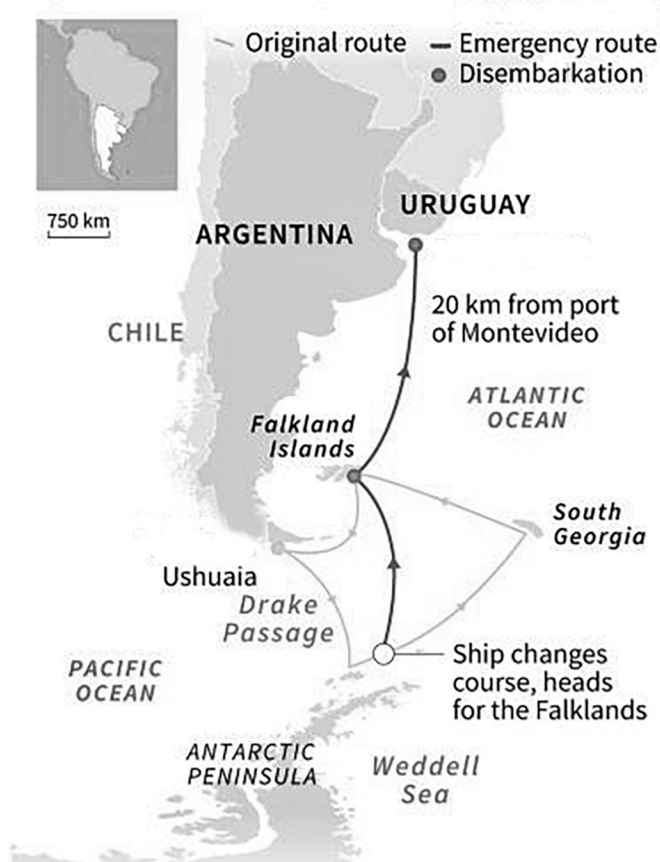 Original route
Emergency route
Disembarkation
750 km
URUGUAY
ARGENTINA
20 km from port
of Montevideo
CHILE
ATLANTIC
OCEAN
Falkland
Islands
South
Georgia
Ushuaia
Drake
Passage
Ship changes
course, heads
for the Falklands
PACIFIC
OCEAN
ANTARCTIC
PENINSULA
Weddell
Sea